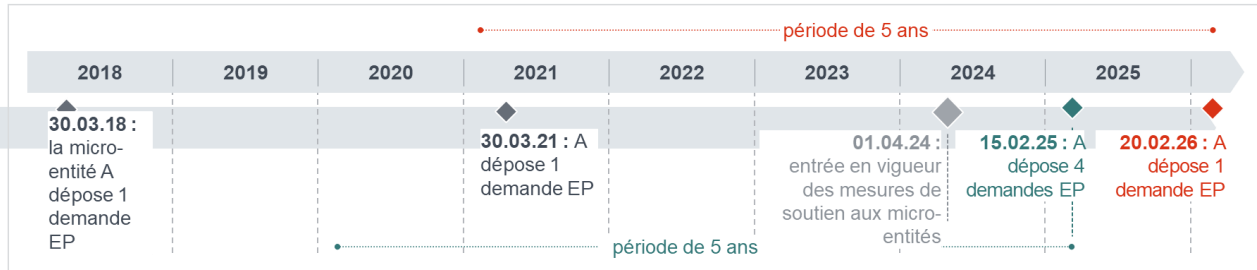 période de 5 ans
2018 2019 2020 2021 2022 2023 2024 2025
30.03.18 :
la micro-
entité A
dépose 1
demande
EP
30.03.21 : A
dépose 1
demande EP
01.04.24 :
entrée en vigueur
des mesures de
soutien aux micro-
entités
15.02.25 : A
dépose 4
demandes EP
20.02.26 : A
dépose 1
demande EP
période de 5 ans